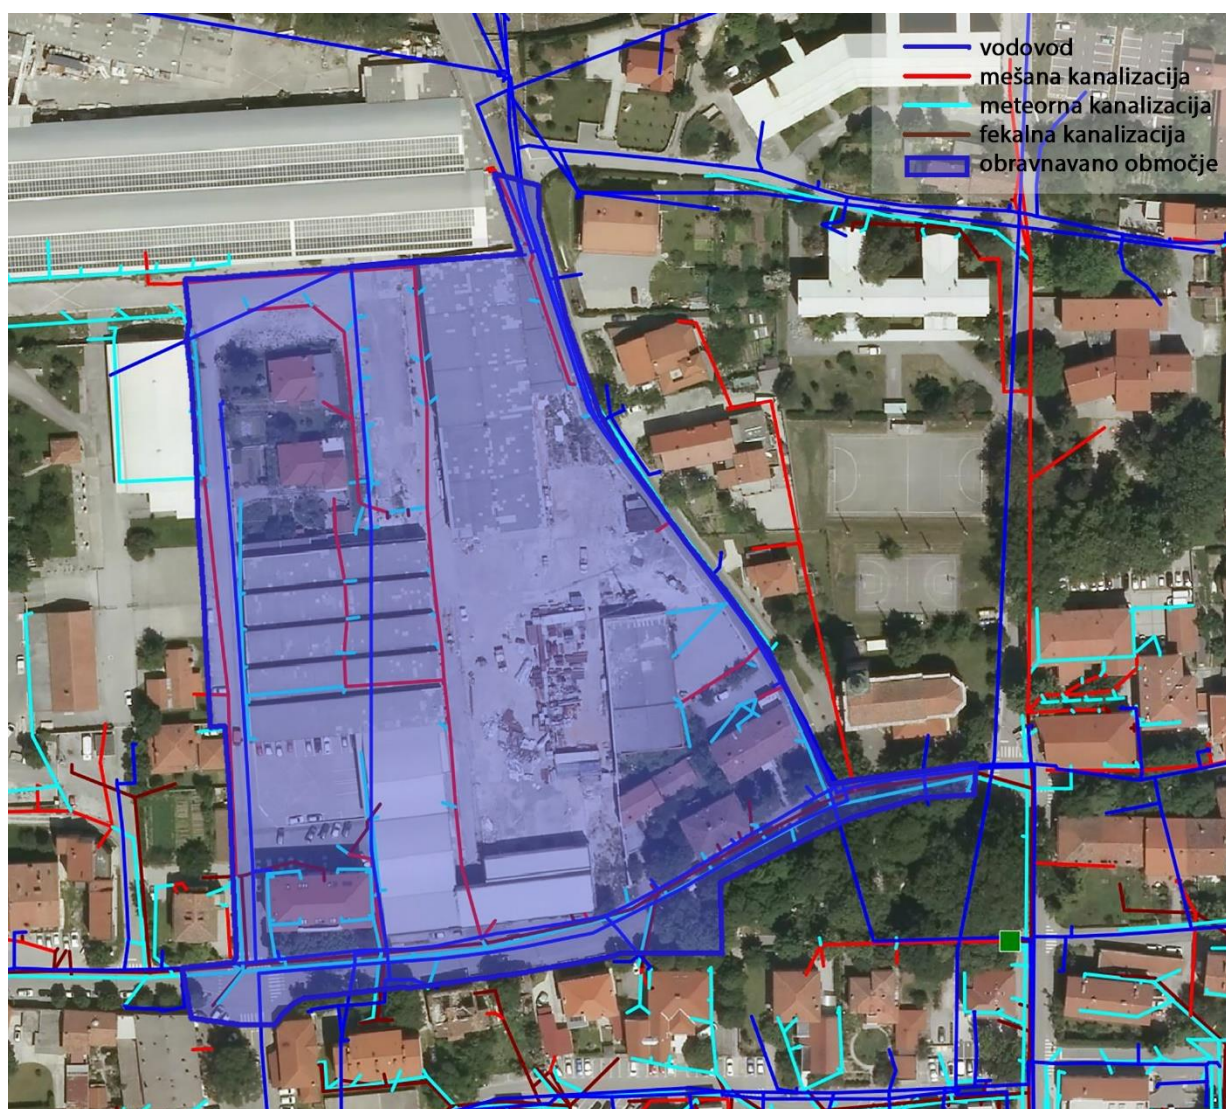 vodovod
mešana kanalizacija
meteorna kanalizacija
fekalna kanalizacija
obravnavano območje